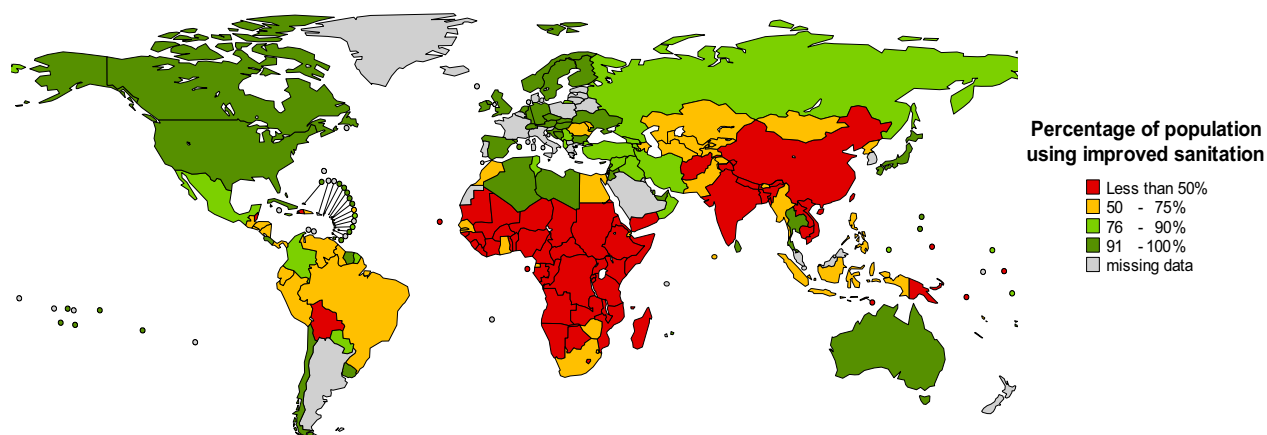 Percentage of population
using improved sanitation
Less than 50%
50 - 75%
76 - 90%
91 -100%
missing data